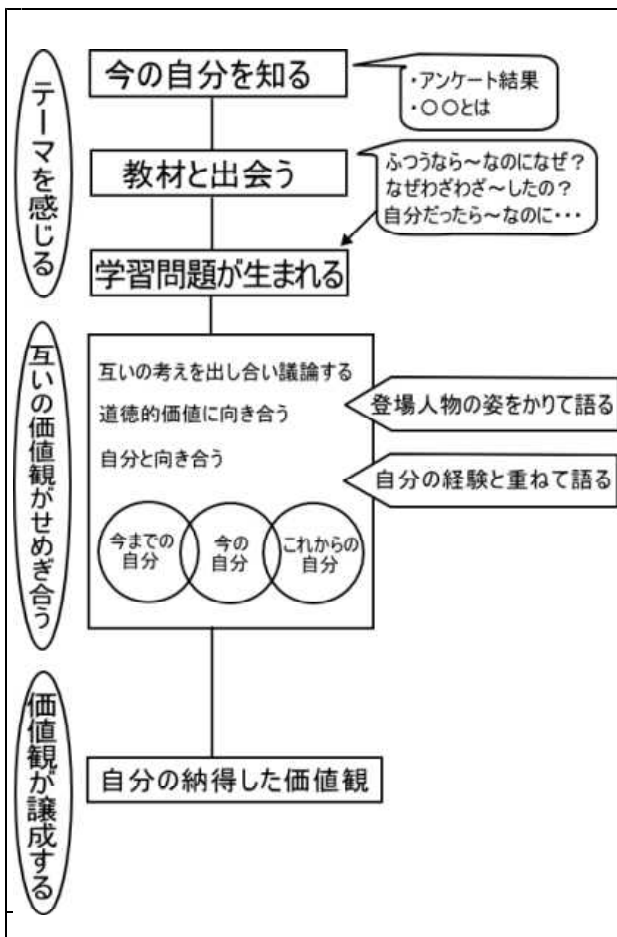 テーマを感じる
今の自分を知る
・アンケート結果
・○○とは
教材と出会う
ふつうなら～なのになぜ？
なぜわざわざ～したの？
自分だったら～なのに・・・
学習問題が生まれる
互いの価値観がせめぎ合う
互いの考えを出し合い議論する
道徳的価値に向き合う
自分と向き合う
登場人物の姿をかりて語る
自分の経験と重ねて語る
今までの
自分
今の
自分
これからの
自分
価値観が譲成する
自分の納得した価値観